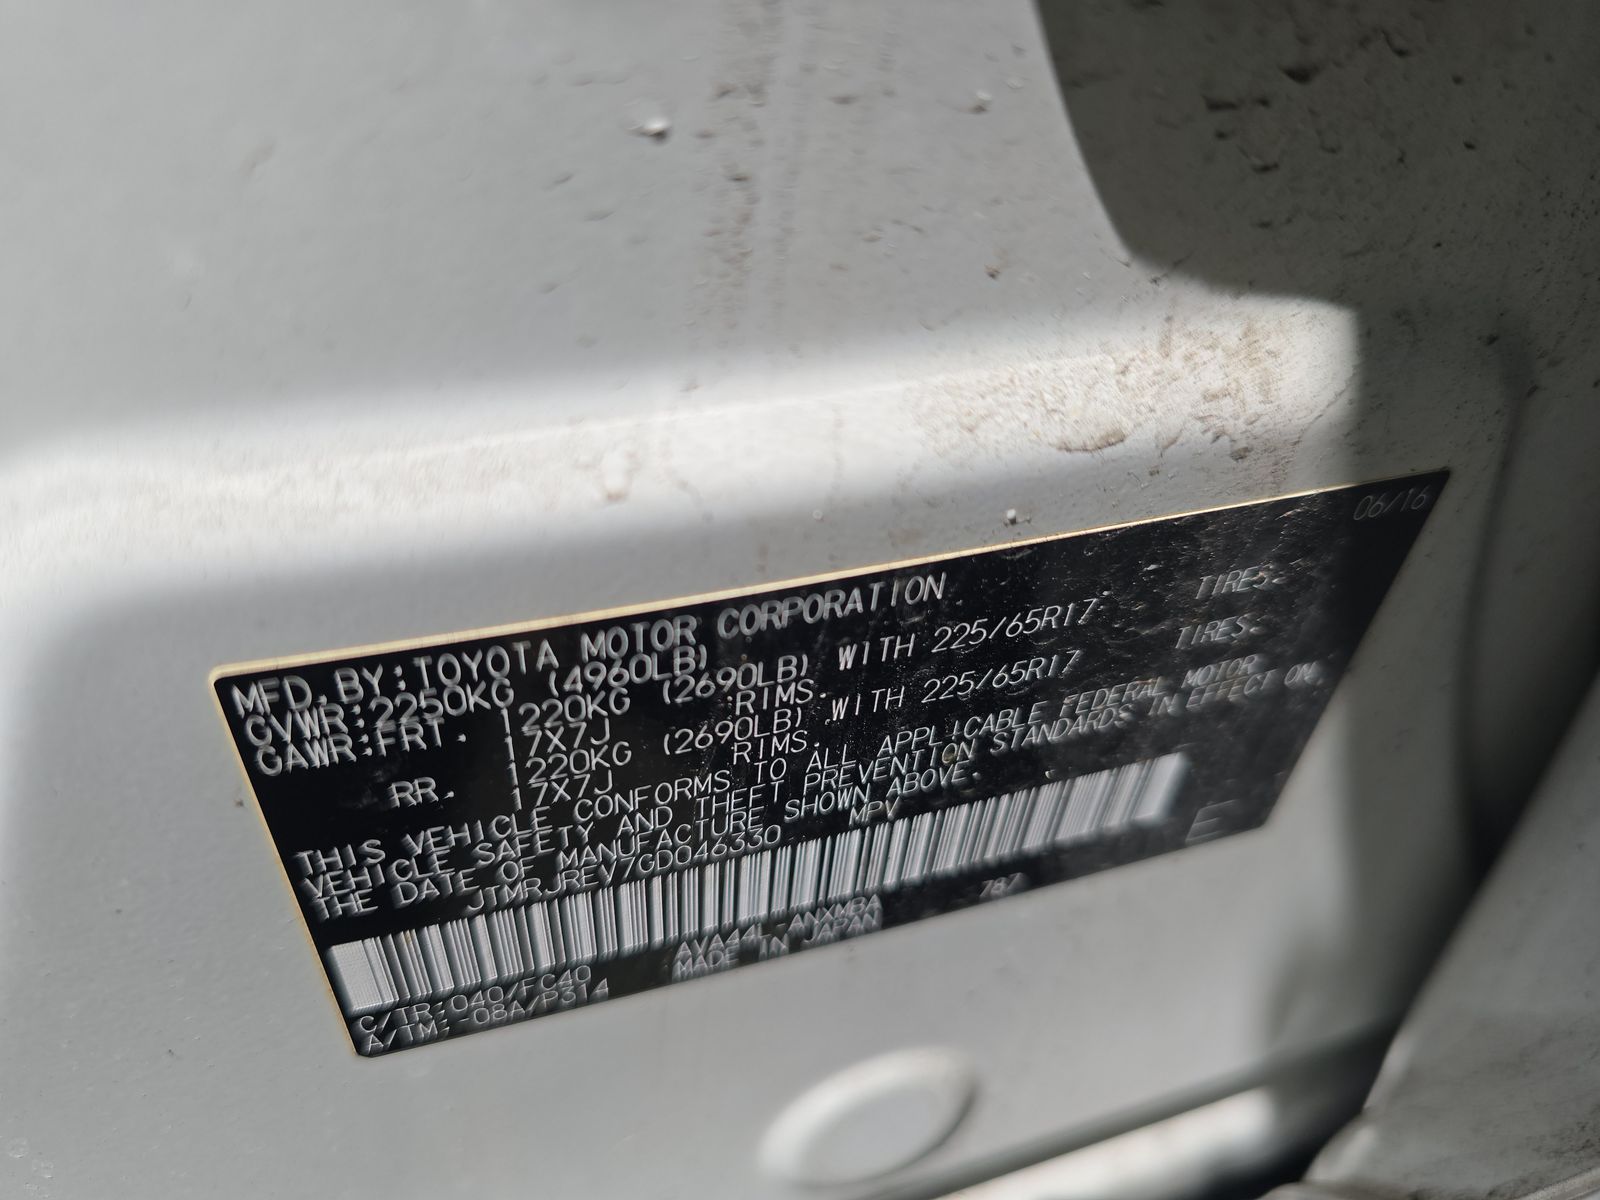 06/16
MFD.BY:TOYOTA MOTOR CORPORATION
GVWR:2250KG (4960LB)
GAWR:FRT. 1220KG (2690LB) WITH 225/65R17 TIRES.
17X7J RIMS.
RR. 1220KG (2690LB) WITH 225/65R17 TIRES.
17X7J RIMS.
THIS VEHICLE CONFORMS TO ALL APPLICABLE FEDERAL MOTOR
VEHICLE SAFETY AND THEFT PREVENTION STANDARDS IN EFFECT ON
THE DATE OF MANUFACTURE SHOWN ABOVE.
JTMRJREV7GD046330 MPV
E
C/TR:040/FC40 AVA44L-ANXMBA 787
A/TM:-08A/P314 MADE IN JAPAN